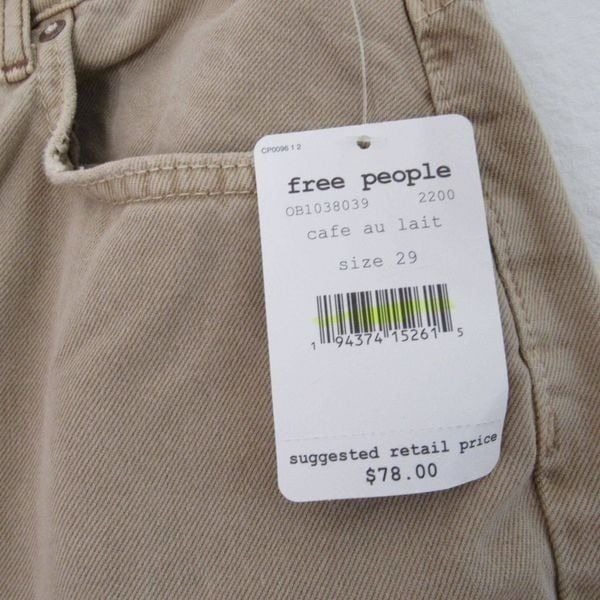 CP0096 1 2
free people
OB1038039 2200
cafe au lait
size 29
1 94374 15261 5
suggested retail price
$78.00